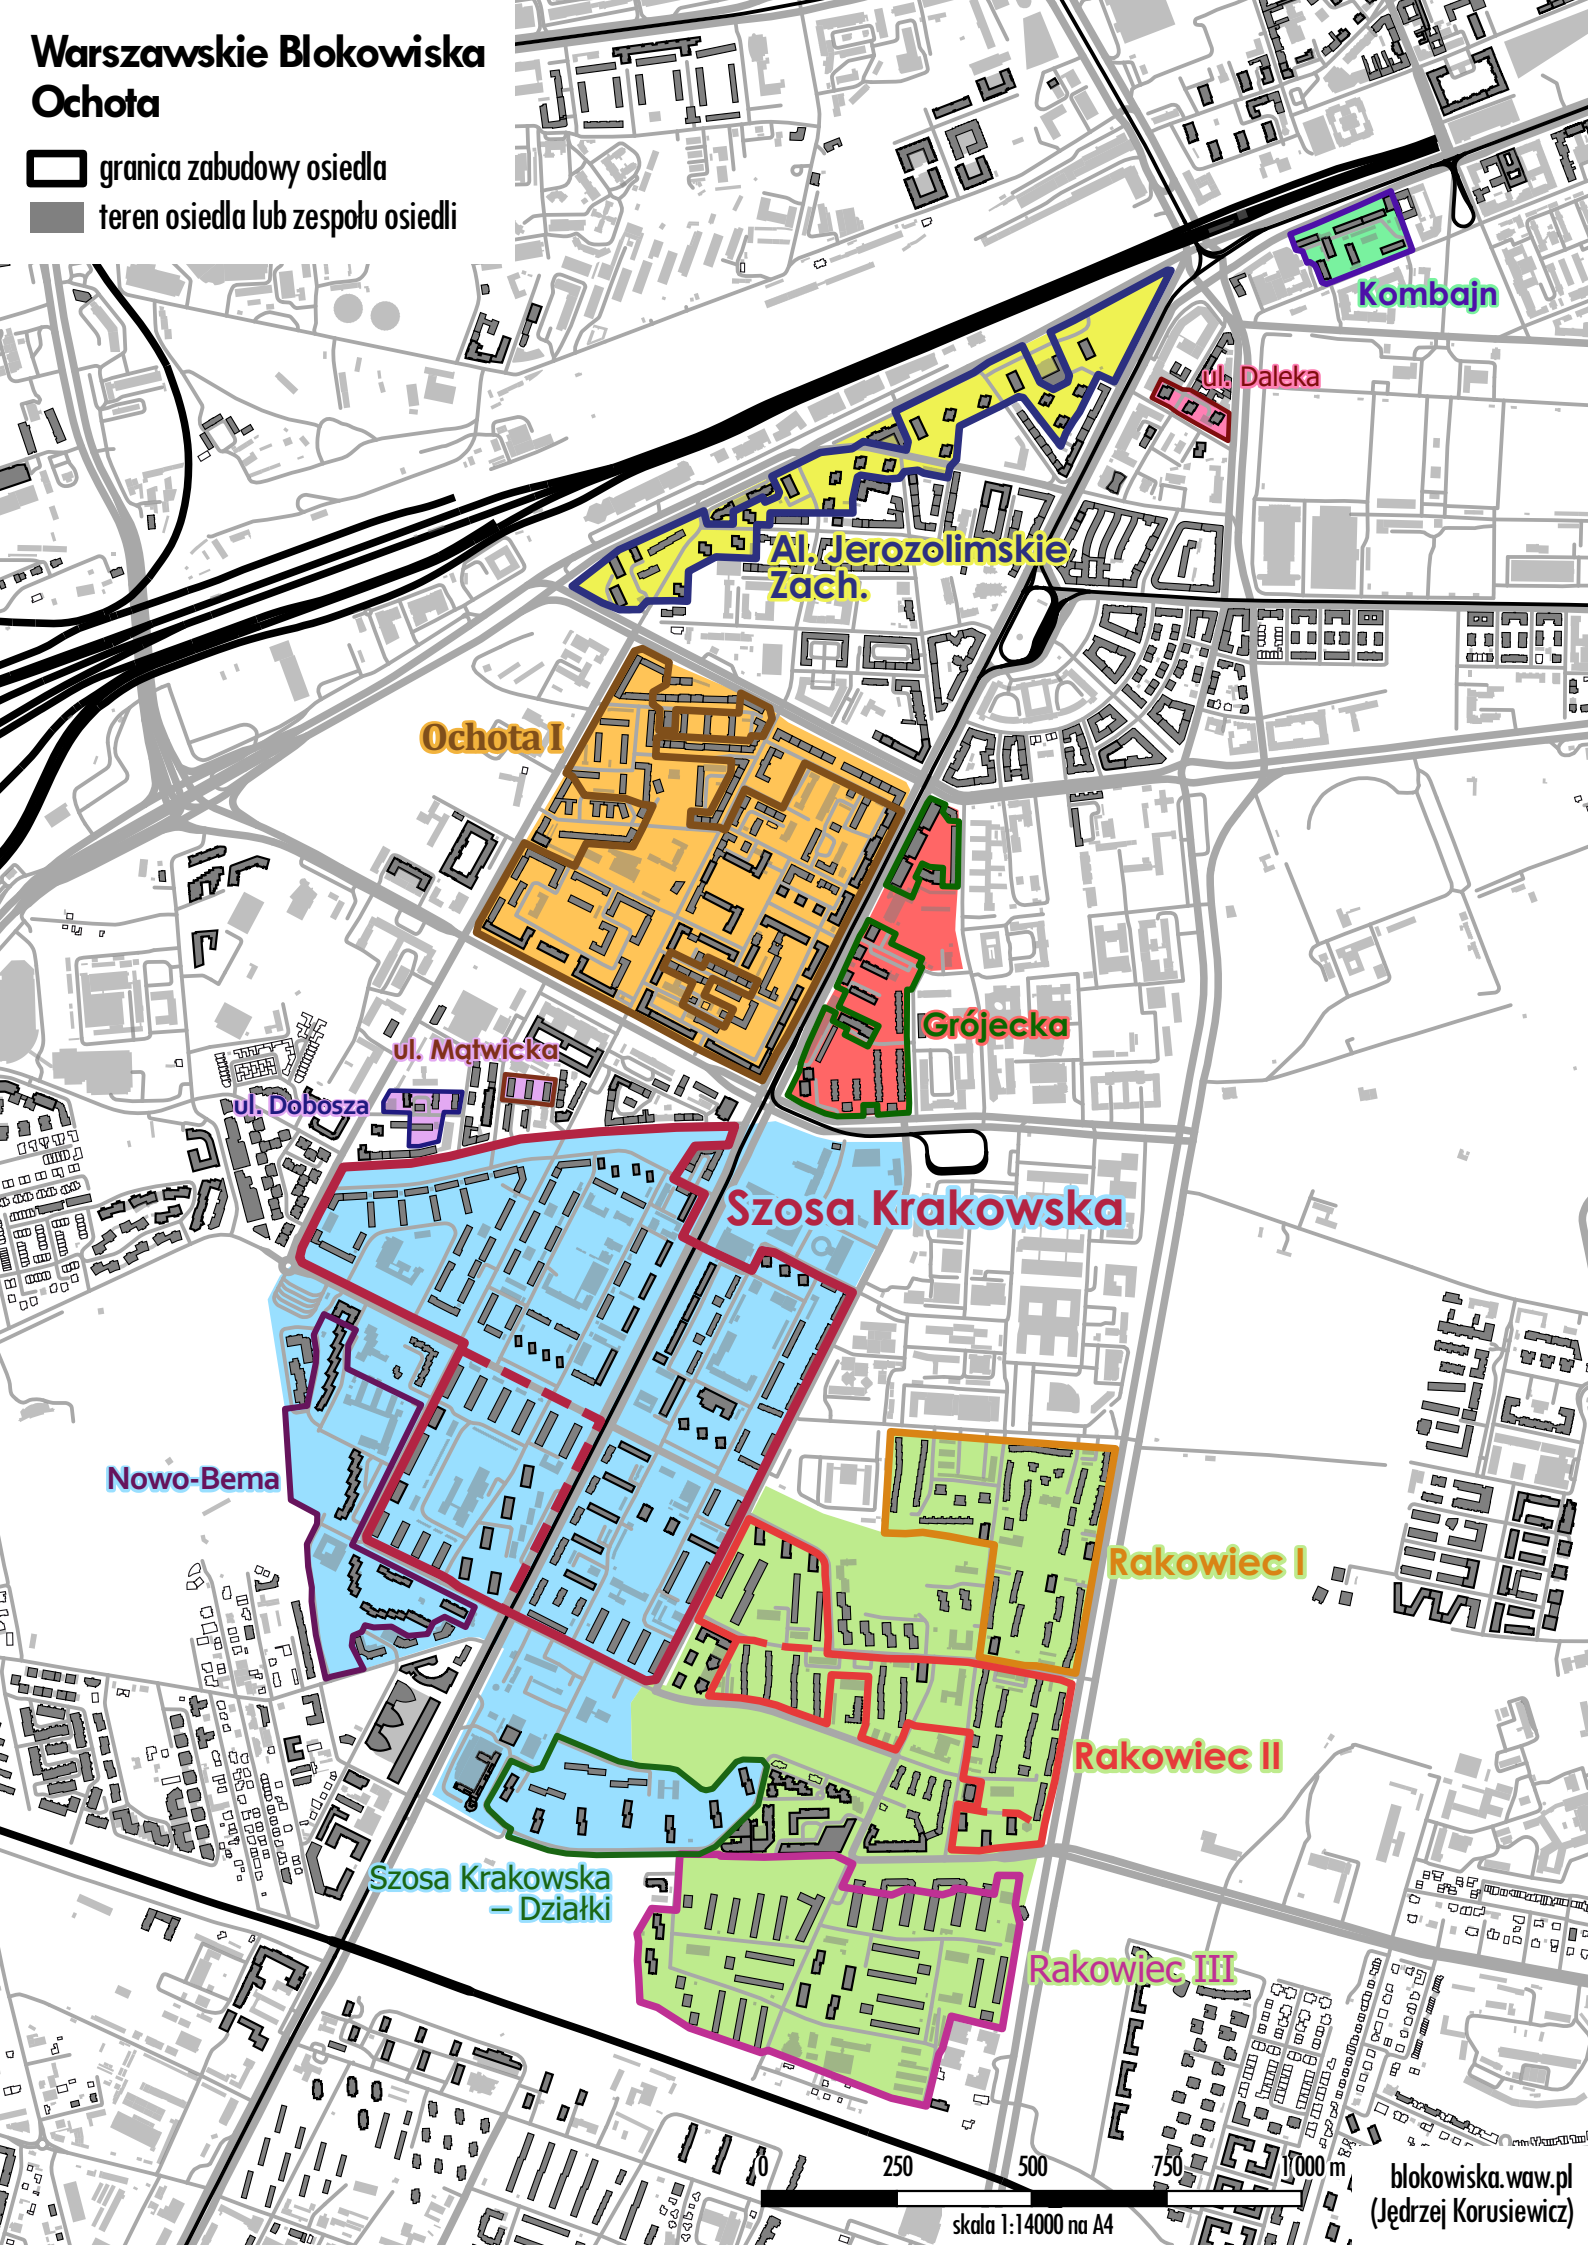 Warszawskie Blokowiska
Ochota
granica zabudowy osiedla
teren osiedla lub zespołu osiedli
Kombajn
ul. Daleka
Al. Jerozolimskie
Zach.
Ochota I
Grójecka
ul. Mątwicka
ul. Dobosza
Szosa Krakowska
Nowo-Bema
Rakowiec I
Rakowiec II
Szosa Krakowska
– Działki
Rakowiec III
0 250 500 750 1000 m
skala 1:14000 na A4
blokowiska.waw.pl
(Jędrzej Korusiewicz)